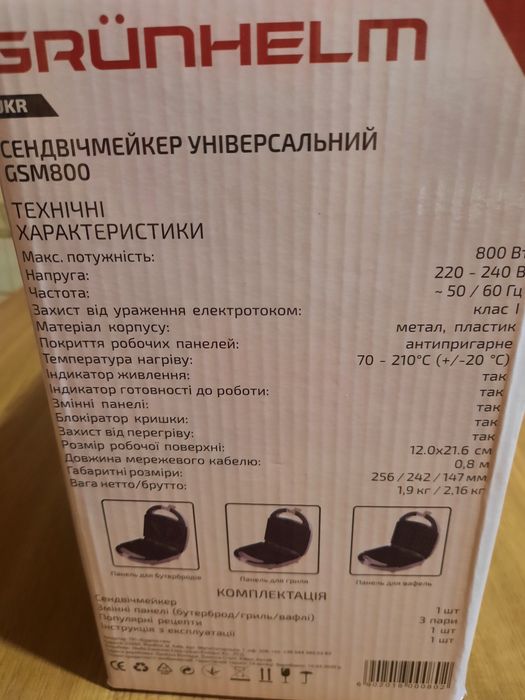 GRÜNHELM
UKR
СЕНДВІЧМЕЙКЕР УНІВЕРСАЛЬНИЙ
GSM800
ТЕХНІЧНІ
ХАРАКТЕРИСТИКИ
Макс. потужність: 800 Вт
Напруга: 220 - 240 В
Частота: ~ 50 / 60 Гц
Захист від ураження електротоком: клас I
Матеріал корпусу: метал, пластик
Покриття робочих панелей: антипригарне
Температура нагріву: 70 - 210°C (+/-20 °C)
Індикатор живлення: так
Індикатор готовності до роботи: так
Змінні панелі: так
Блокіратор кришки: так
Захист від перегріву: так
Розмір робочої поверхні: 12.0x21.6 см
Довжина мережевого кабелю: 0,8 м
Габаритні розміри: 256 / 242 / 147 мм
Вага нетто/брутто: 1,9 кг / 2,16 кг
Панель для бутербродів Панель для гриля Панель для вафель
КОМПЛЕКТАЦІЯ
Сендвічмейкер 1 шт
Змінні панелі (бутерброд/гриль/вафлі) 3 пари
Популярні рецепти 1 шт
Інструкція з експлуатації 1 шт